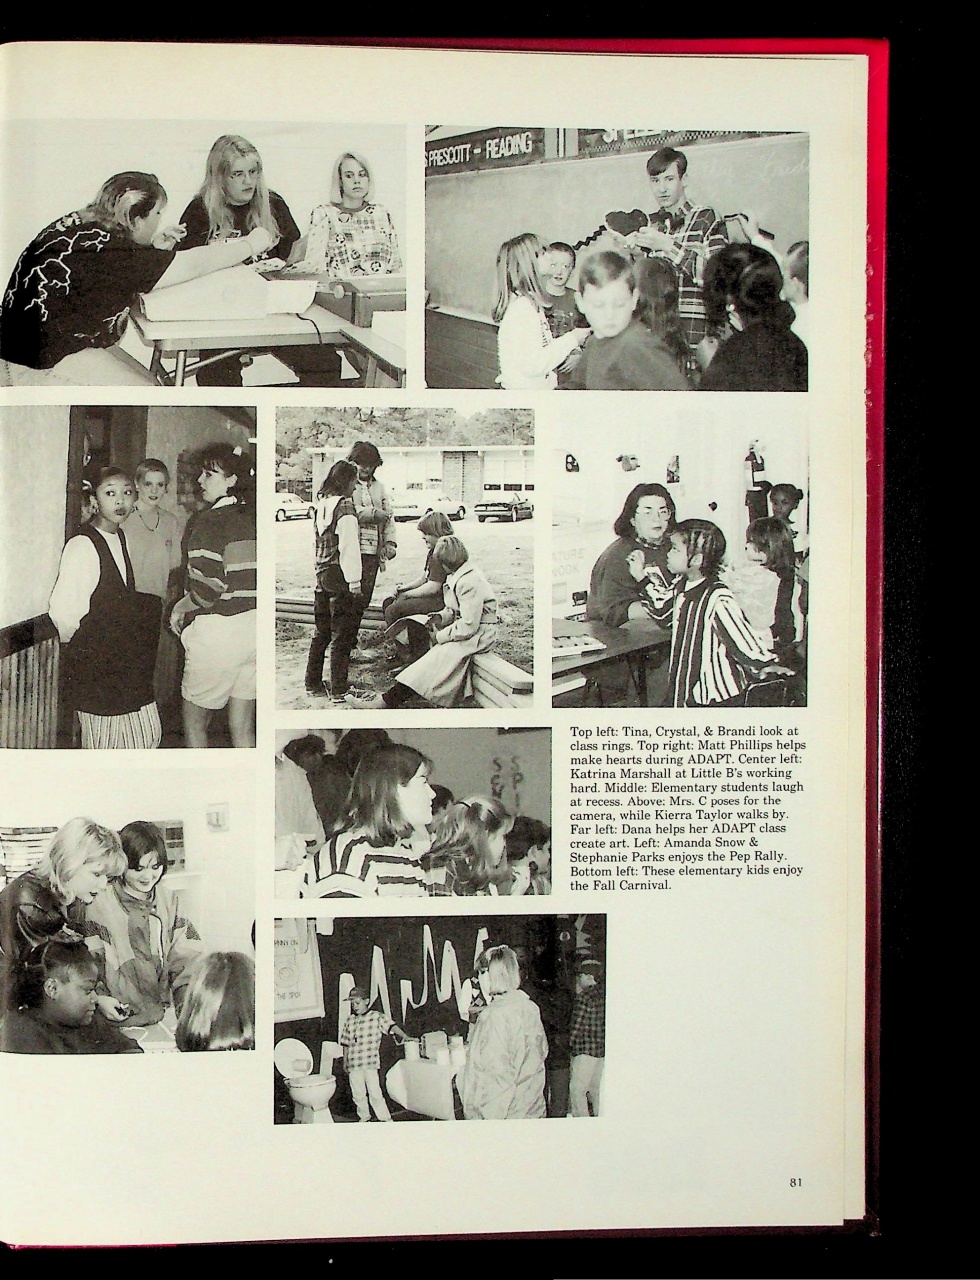 PRESCOTT - READING
Top left: Tina, Crystal, & Brandi look at
class rings. Top right: Matt Phillips helps
make hearts during ADAPT. Center left:
Katrina Marshall at Little B's working
hard. Middle: Elementary students laugh
at recess. Above: Mrs. C poses for the
camera, while Kierra Taylor walks by.
Far left: Dana helps her ADAPT class
create art. Left: Amanda Snow &
Stephanie Parks enjoys the Pep Rally.
Bottom left: These elementary kids enjoy
the Fall Carnival.
THE SPOT
81